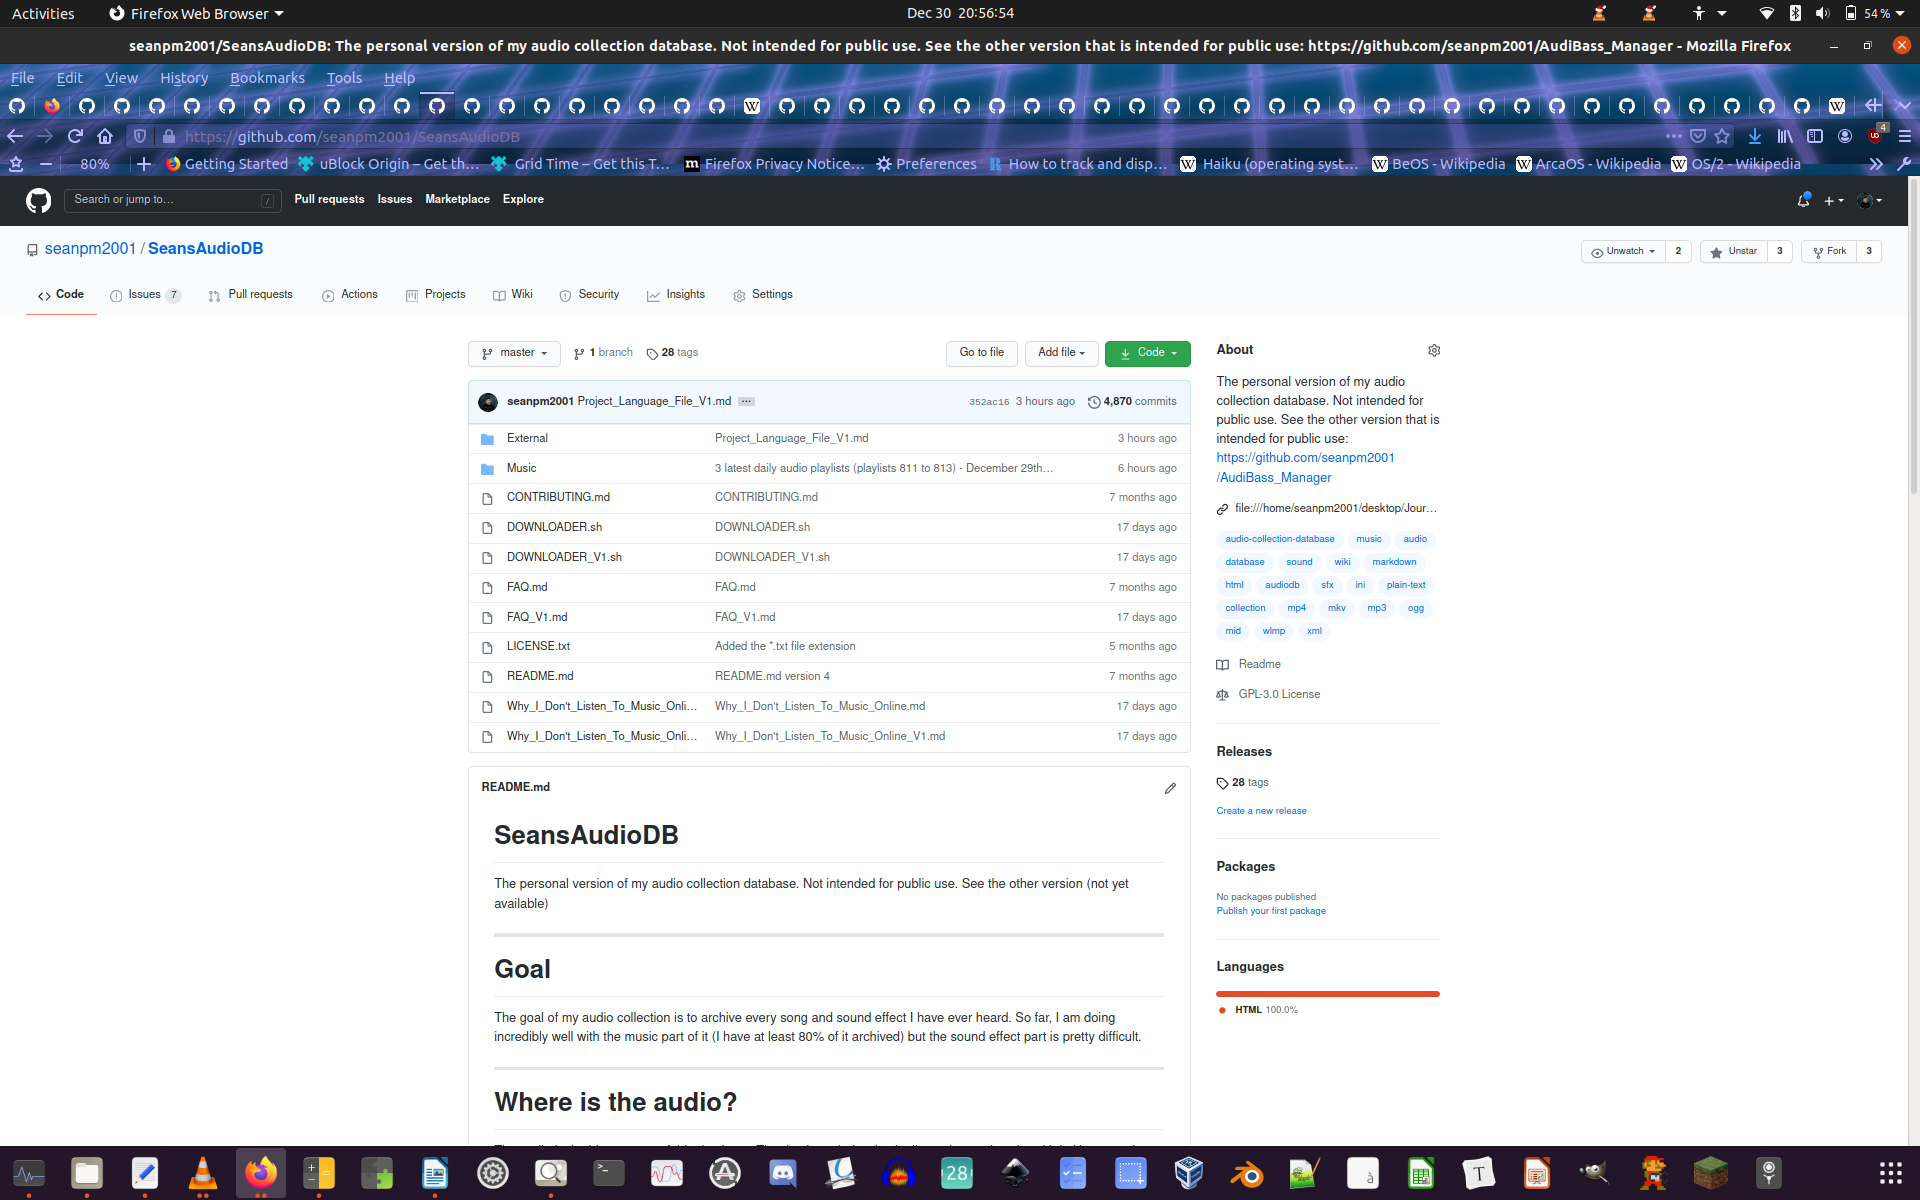 Activities
Firefox Web Browser
Dec 30 20:56:54
54 %
seanpm2001/SeansAudioDB: The personal version of my audio collection database. Not intended for public use. See the other version that is intended for public use: https://github.com/seanpm2001/AudiBass_Manager - Mozilla Firefox
File Edit View History Bookmarks Tools Help
https://github.com/seanpm2001/SeansAudioDB
4
80%
Getting Started
uBlock Origin – Get th…
Grid Time – Get this T…
Firefox Privacy Notice…
Preferences
How to track and disp…
Haiku (operating syst…
BeOS - Wikipedia
ArcaOS - Wikipedia
OS/2 - Wikipedia
Search or jump to… /
Pull requests Issues Marketplace Explore
seanpm2001 / SeansAudioDB
Unwatch 2
Unstar 3
Fork 3
Code
Issues 7
Pull requests
Actions
Projects
Wiki
Security
Insights
Settings
master
1 branch
28 tags
Go to file
Add file
Code
seanpm2001 Project_Language_File_V1.md ...
352ac16 3 hours ago
4,870 commits
External Project_Language_File_V1.md 3 hours ago
Music 3 latest daily audio playlists (playlists 811 to 813) - December 29th… 6 hours ago
CONTRIBUTING.md CONTRIBUTING.md 7 months ago
DOWNLOADER.sh DOWNLOADER.sh 17 days ago
DOWNLOADER_V1.sh DOWNLOADER_V1.sh 17 days ago
FAQ.md FAQ.md 7 months ago
FAQ_V1.md FAQ_V1.md 17 days ago
LICENSE.txt Added the *.txt file extension 5 months ago
README.md README.md version 4 7 months ago
Why_I_Don't_Listen_To_Music_Onli… Why_I_Don't_Listen_To_Music_Online.md 17 days ago
Why_I_Don't_Listen_To_Music_Onli… Why_I_Don't_Listen_To_Music_Online_V1.md 17 days ago
README.md
SeansAudioDB
The personal version of my audio collection database. Not intended for public use. See the other version (not yet
available)
Goal
The goal of my audio collection is to archive every song and sound effect I have ever heard. So far, I am doing
incredibly well with the music part of it (I have at least 80% of it archived) but the sound effect part is pretty difficult.
Where is the audio?
About
The personal version of my audio
collection database. Not intended for
public use. See the other version that is
intended for public use:
https://github.com/seanpm2001
/AudiBass_Manager
file:///home/seanpm2001/desktop/Jour…
audio-collection-database music audio
database sound wiki markdown
html audiodb sfx ini plain-text
collection mp4 mkv mp3 ogg
mid wlmp xml
Readme
GPL-3.0 License
Releases
28 tags
Create a new release
Packages
No packages published
Publish your first package
Languages
HTML 100.0%
28